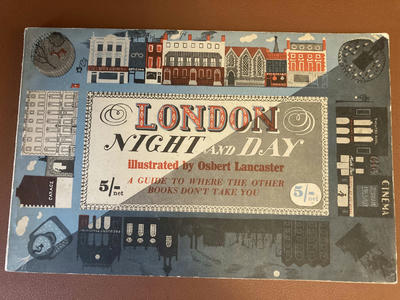 LONDON
NIGHT AND DAY
illustrated by Osbert Lancaster
5/-
net
A GUIDE TO WHERE THE OTHER
BOOKS DON'T TAKE YOU
5/-
net
GARAGE
CINEMA